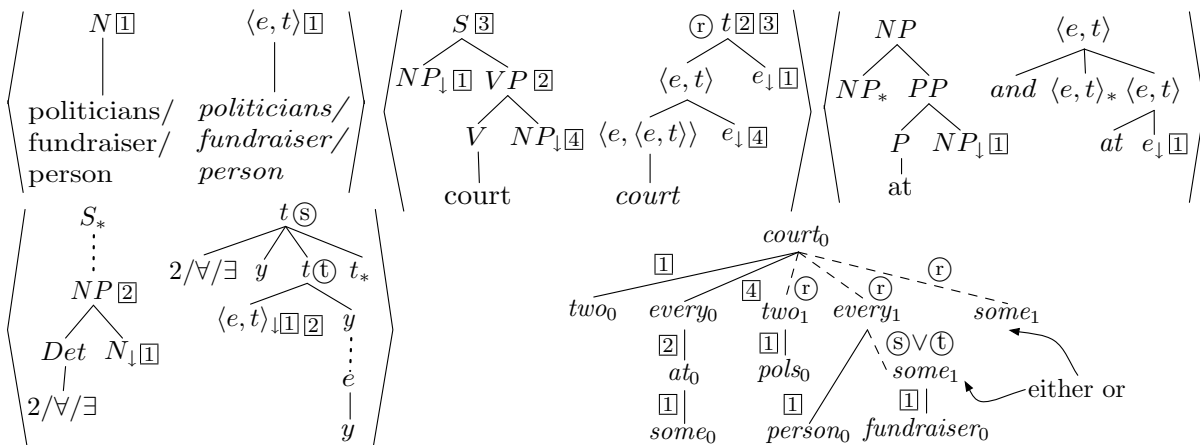 N 1 ⟨e, t⟩ 1
politicians/ politicians/
fundraiser/ fundraiser/
person person
S 3 ⓡ t 2 3
NP↓ 1 VP 2 ⟨e, t⟩ e↓ 1
V NP↓ 4 ⟨e, ⟨e, t⟩⟩ e↓ 4
court court
NP ⟨e, t⟩
NP* PP and ⟨e, t⟩* ⟨e, t⟩
P NP↓ 1 at e↓ 1
at
S* t ⓢ
2/∀/∃ y t ⓣ t*
NP 2 ⟨e, t⟩↓ 1 2 y
Det N↓ 1
e
2/∀/∃ y
court₀
1 4 ⓡ ⓡ ⓡ
two₀ every₀ two₁ every₁ some₁
2 1 ⓢ∨ⓣ
at₀ pols₀ some₁
either or
1 1 1
some₀ person₀ fundraiser₀